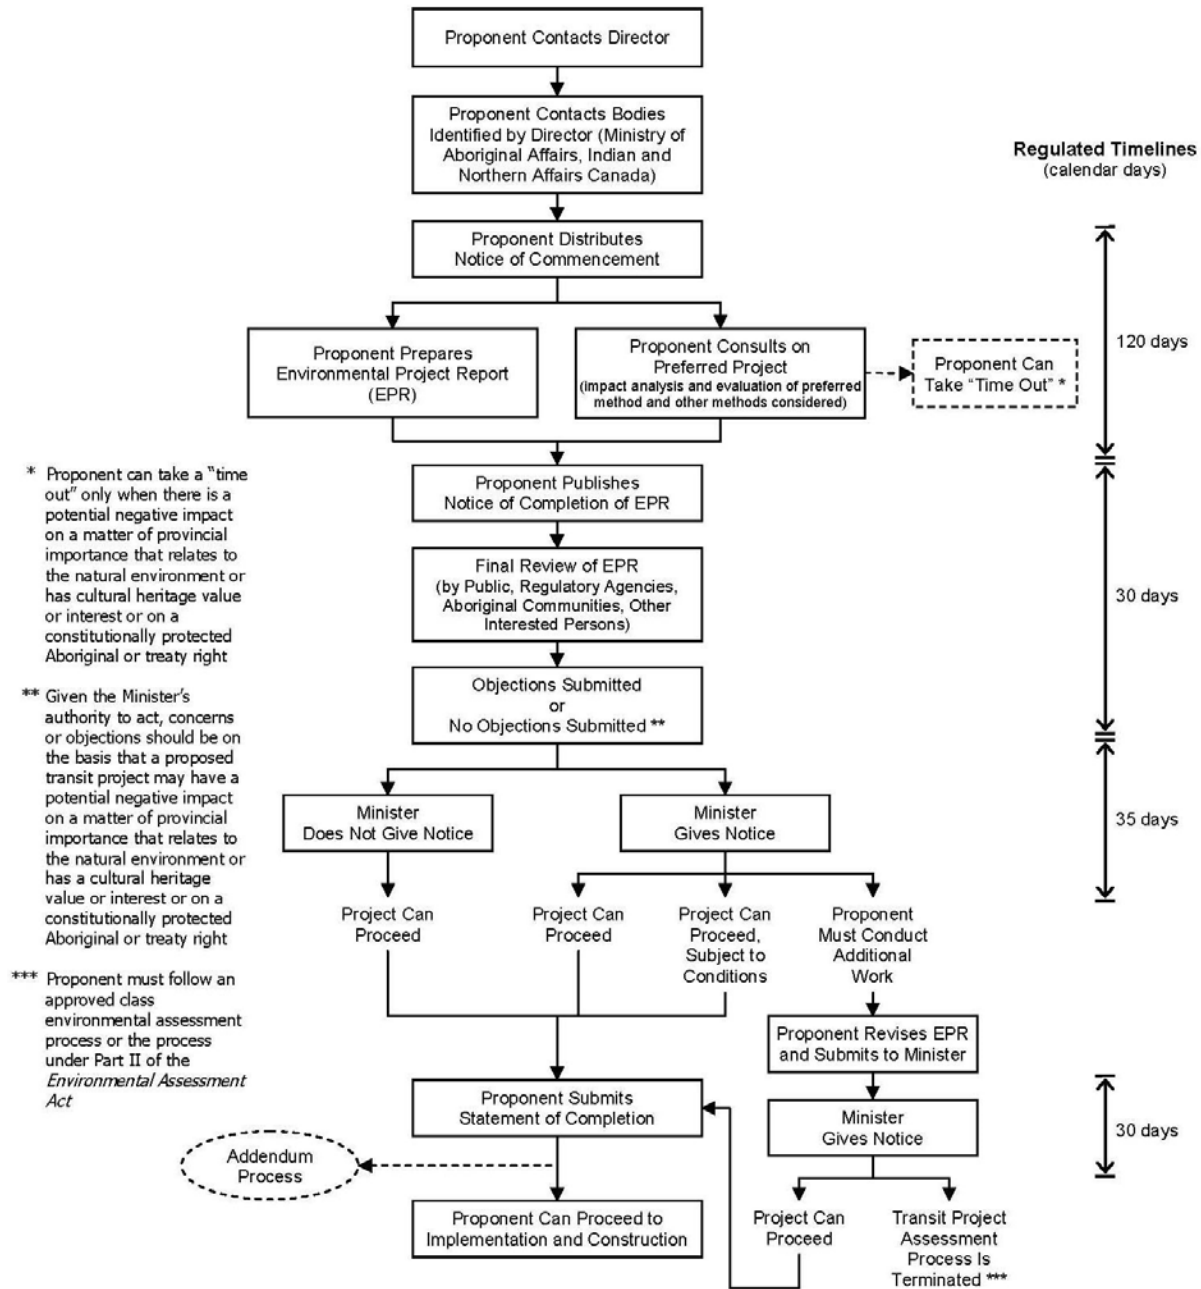 Proponent Contacts Director
Proponent Contacts Bodies
Identified by Director (Ministry of
Aboriginal Affairs, Indian and
Northern Affairs Canada)
Regulated Timelines
(calendar days)
Proponent Distributes
Notice of Commencement
Proponent Prepares
Environmental Project Report
(EPR)
Proponent Consults on
Preferred Project
(impact analysis and evaluation of preferred
method and other methods considered)
Proponent Can
Take "Time Out" *
120 days
* Proponent can take a "time
out" only when there is a
potential negative impact
on a matter of provincial
importance that relates to
the natural environment or
has cultural heritage value
or interest or on a
constitutionally protected
Aboriginal or treaty right
Proponent Publishes
Notice of Completion of EPR
Final Review of EPR
(by Public, Regulatory Agencies,
Aboriginal Communities, Other
Interested Persons)
30 days
Objections Submitted
or
No Objections Submitted **
** Given the Minister's
authority to act, concerns
or objections should be on
the basis that a proposed
transit project may have a
potential negative impact
on a matter of provincial
importance that relates to
the natural environment or
has a cultural heritage
value or interest or on a
constitutionally protected
Aboriginal or treaty right
Minister
Does Not Give Notice
Minister
Gives Notice
35 days
Project Can
Proceed
Project Can
Proceed
Project Can
Proceed,
Subject to
Conditions
Proponent
Must Conduct
Additional
Work
*** Proponent must follow an
approved class
environmental assessment
process or the process
under Part II of the
Environmental Assessment
Act
Proponent Revises EPR
and Submits to Minister
Proponent Submits
Statement of Completion
Minister
Gives Notice
30 days
Addendum
Process
Proponent Can Proceed to
Implementation and Construction
Project Can
Proceed
Transit Project
Assessment
Process Is
Terminated ***